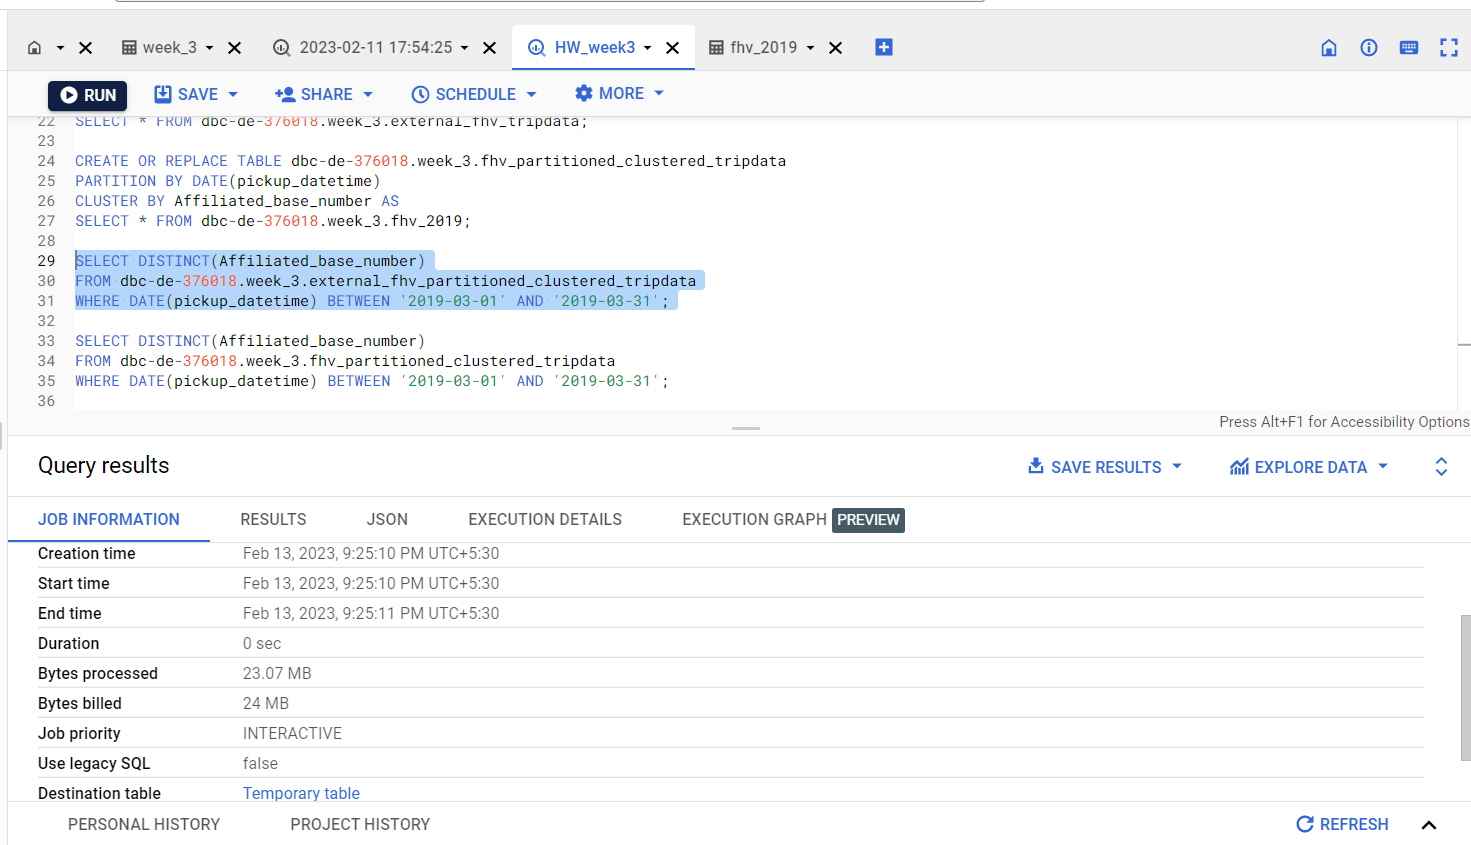 week_3
2023-02-11 17:54:25
HW_week3
fhv_2019
RUN
SAVE
SHARE
SCHEDULE
MORE
22 SELECT * FROM dbc-de-376018.week_3.external_fhv_tripdata;
23
24 CREATE OR REPLACE TABLE dbc-de-376018.week_3.fhv_partitioned_clustered_tripdata
25 PARTITION BY DATE(pickup_datetime)
26 CLUSTER BY Affiliated_base_number AS
27 SELECT * FROM dbc-de-376018.week_3.fhv_2019;
28
29 SELECT DISTINCT(Affiliated_base_number)
30 FROM dbc-de-376018.week_3.external_fhv_partitioned_clustered_tripdata
31 WHERE DATE(pickup_datetime) BETWEEN '2019-03-01' AND '2019-03-31';
32
33 SELECT DISTINCT(Affiliated_base_number)
34 FROM dbc-de-376018.week_3.fhv_partitioned_clustered_tripdata
35 WHERE DATE(pickup_datetime) BETWEEN '2019-03-01' AND '2019-03-31';
36
Press Alt+F1 for Accessibility Options
Query results
SAVE RESULTS
EXPLORE DATA
JOB INFORMATION
RESULTS
JSON
EXECUTION DETAILS
EXECUTION GRAPH PREVIEW
Creation time Feb 13, 2023, 9:25:10 PM UTC+5:30
Start time Feb 13, 2023, 9:25:10 PM UTC+5:30
End time Feb 13, 2023, 9:25:11 PM UTC+5:30
Duration 0 sec
Bytes processed 23.07 MB
Bytes billed 24 MB
Job priority INTERACTIVE
Use legacy SQL false
Destination table Temporary table
PERSONAL HISTORY
PROJECT HISTORY
REFRESH